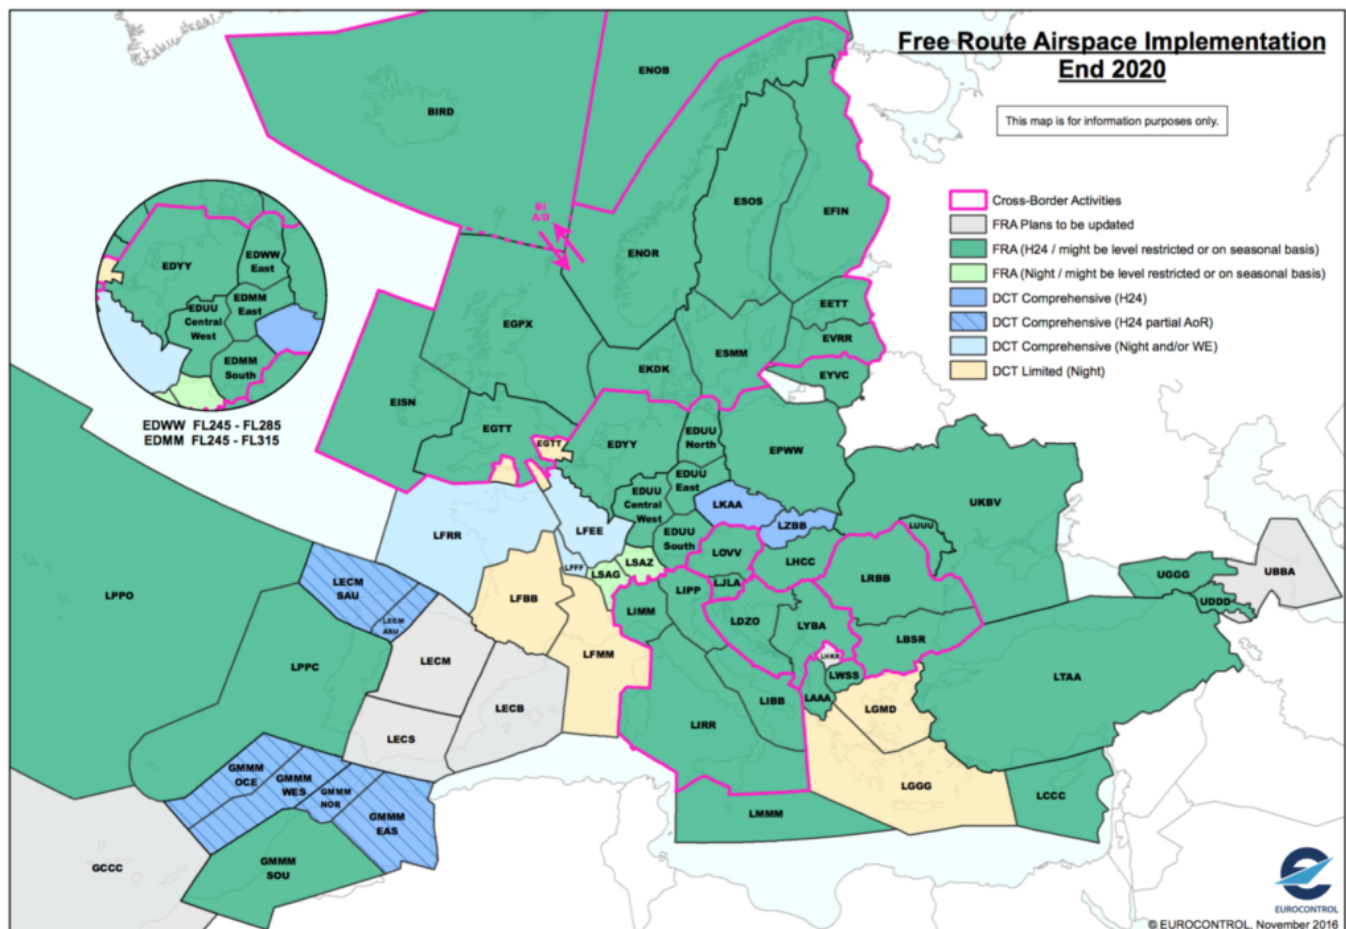 Free Route Airspace Implementation
End 2020
This map is for information purposes only.
Cross-Border Activities
FRA Plans to be updated
FRA (H24 / might be level restricted or on seasonal basis)
FRA (Night / might be level restricted or on seasonal basis)
DCT Comprehensive (H24)
DCT Comprehensive (H24 partial AoR)
DCT Comprehensive (Night and/or WE)
DCT Limited (Night)
ENOB
BIRD
BI
A/D
ESOS
EFIN
ENOR
EDYY
EDWW
East
EDMM
East
EDUU
Central
West
EDMM
South
EDWW FL245 - FL285
EDMM FL245 - FL315
EGPX
EETT
EVRR
ESMM
EKDK
EYVC
EISN
EGTT
EGTT
EDYY
EDUU
North
EPWW
EDUU
East
EDUU
Central
West
LKAA
LZBB
UKBV
LUUU
LFRR
LFEE
EDUU
South
LOVV
LHCC
LFFF
LSAG
LSAZ
LRBB
UGGG
UBBA
UDDD
LECM
SAU
LPPO
LECM
ASU
LFBB
LIMM
LIPP
LJLA
LDZO
LYBA
LBSR
LPPC
LECM
LFMM
LWSS
LTAA
LAAA
LECB
LIBB
LGMD
LIRR
LECS
GMMM
OCE
GMMM
WES
GMMM
NOR
GMMM
EAS
LGGG
LCCC
LMMM
GCCC
GMMM
SOU
EUROCONTROL
© EUROCONTROL, November 2016